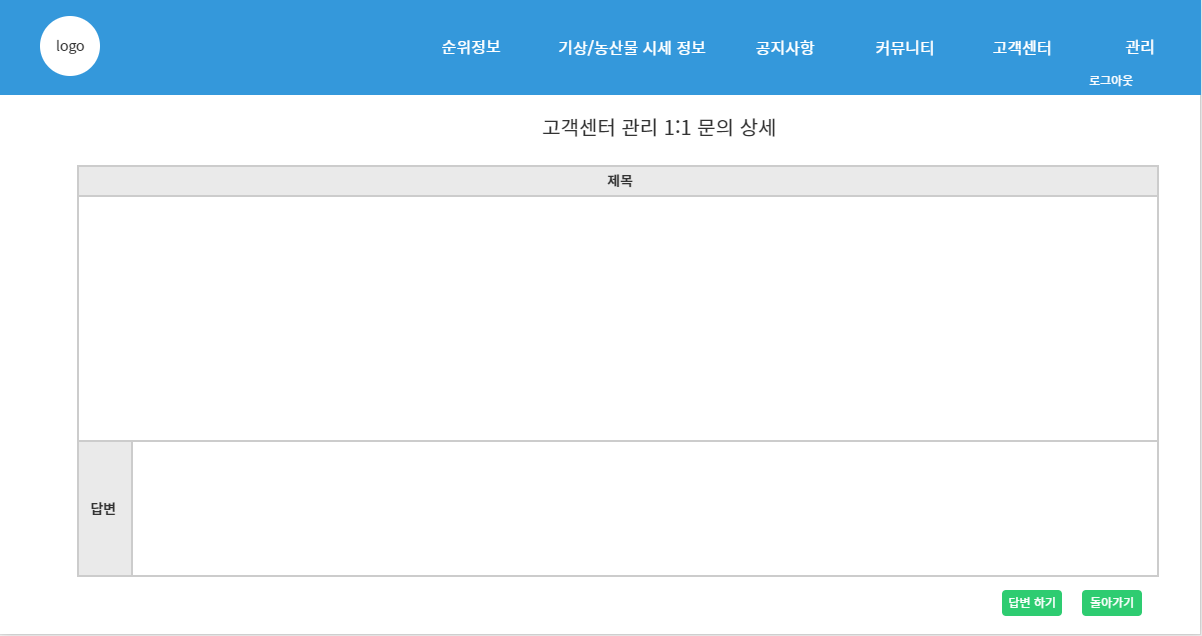 logo
순위정보 기상/농산물 시세 정보 공지사항 커뮤니티 고객센터 관리
로그아웃
고객센터 관리 1:1 문의 상세
제목
답변
답변 하기 돌아가기